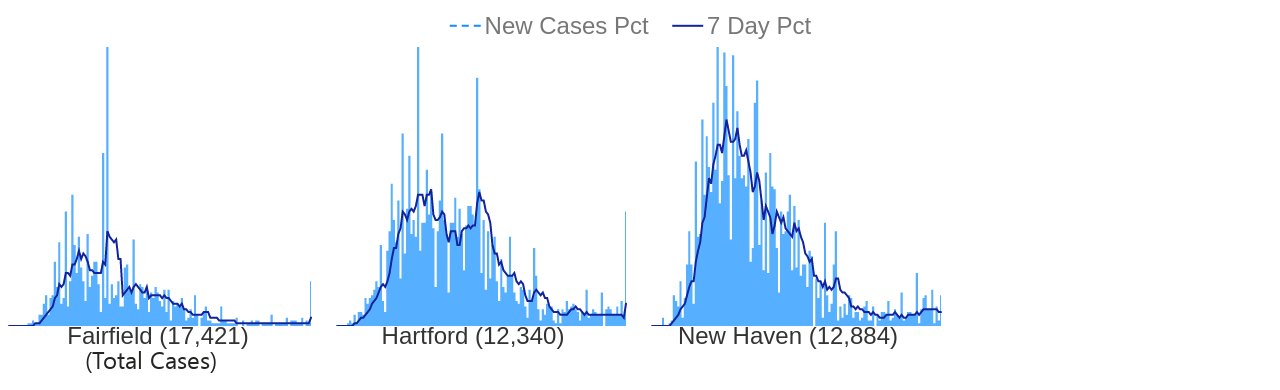 New Cases Pct 7 Day Pct
Fairfield (17,421) Hartford (12,340) New Haven (12,884)
(Total Cases)